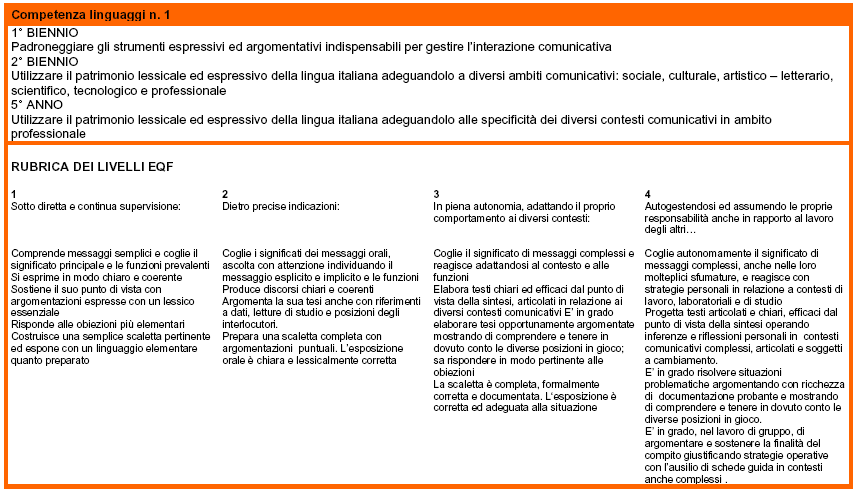 Competenza linguaggi n. 1
1° BIENNIO
Padroneggiare gli strumenti espressivi ed argomentativi indispensabili per gestire l'interazione comunicativa
2° BIENNIO
Utilizzare il patrimonio lessicale ed espressivo della lingua italiana adeguandolo a diversi ambiti comunicativi: sociale, culturale, artistico – letterario,
scientifico, tecnologico e professionale
5° ANNO
Utilizzare il patrimonio lessicale ed espressivo della lingua italiana adeguandolo alle specificità dei diversi contesti comunicativi in ambito
professionale
RUBRICA DEI LIVELLI EQF
1
Sotto diretta e continua supervisione:
Comprende messaggi semplici e coglie il
significato principale e le funzioni prevalenti
Si esprime in modo chiaro e coerente
Sostiene il suo punto di vista con
argomentazioni espresse con un lessico
essenziale
Risponde alle obiezioni più elementari
Costruisce una semplice scaletta pertinente
ed espone con un linguaggio elementare
quanto preparato
2
Dietro precise indicazioni:
Coglie i significati dei messaggi orali,
ascolta con attenzione individuando il
messaggio esplicito e implicito e le funzioni
Produce discorsi chiari e coerenti
Argomenta la sua tesi anche con riferimenti
a dati, letture di studio e posizioni degli
interlocutori.
Prepara una scaletta completa con
argomentazioni puntuali. L'esposizione
orale è chiara e lessicalmente corretta
3
In piena autonomia, adattando il proprio
comportamento ai diversi contesti:
Coglie il significato di messaggi complessi e
reagisce adattandosi al contesto e alle
funzioni
Elabora testi chiari ed efficaci dal punto di
vista della sintesi, articolati in relazione ai
diversi contesti comunicativi E' in grado
elaborare tesi opportunamente argomentate
mostrando di comprendere e tenere in
dovuto conto le diverse posizioni in gioco;
sa rispondere in modo pertinente alle
obiezioni
La scaletta è completa, formalmente
corretta e documentata. L'esposizione è
corretta ed adeguata alla situazione
4
Autogestendosi ed assumendo le proprie
responsabilità anche in rapporto al lavoro
degli altri…
Coglie autonomamente il significato di
messaggi complessi, anche nelle loro
molteplici sfumature, e reagisce con
strategie personali in relazione a contesti di
lavoro, laboratoriali e di studio
Progetta testi articolati e chiari, efficaci dal
punto di vista della sintesi operando
inferenze e riflessioni personali in contesti
comunicativi complessi, articolati e soggetti
a cambiamento.
E' in grado risolvere situazioni
problematiche argomentando con ricchezza
di documentazione probante e mostrando
di comprendere e tenere in dovuto conto le
diverse posizioni in gioco.
E' in grado, nel lavoro di gruppo, di
argomentare e sostenere la finalità del
compito giustificando strategie operative
con l'ausilio di schede guida in contesti
anche complessi .